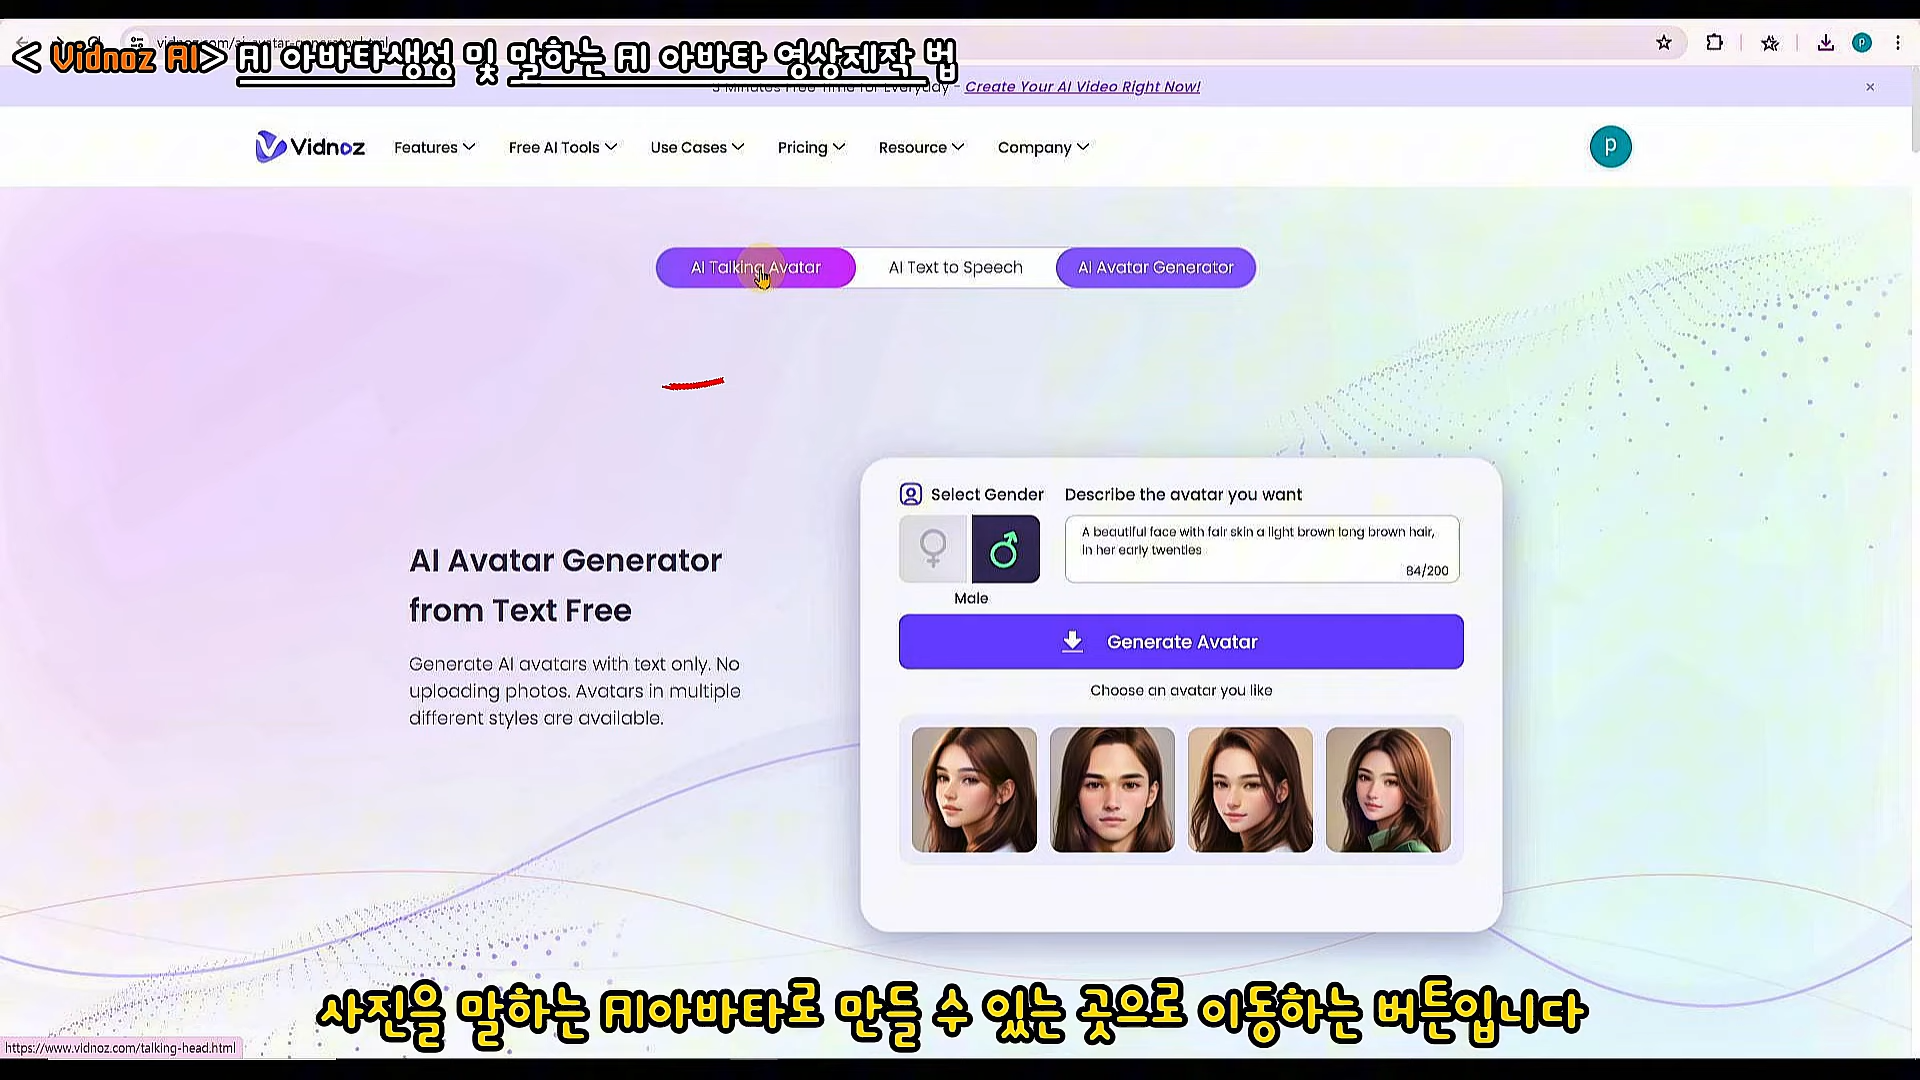 < Vidnoz AI> AI 아바타생성 및 말하는 AI 아바타 영상제작 법
Create Your AI Video Right Now!
Vidnoz
Features
Free AI Tools
Use Cases
Pricing
Resource
Company
P
AI Talking Avatar
AI Text to Speech
AI Avatar Generator
Select Gender
Describe the avatar you want
A beautiful face with fair skin a light brown long brown hair,
in her early twenties
84/200
Male
AI Avatar Generator
from Text Free
Generate Avatar
Generate AI avatars with text only. No
uploading photos. Avatars in multiple
different styles are available.
Choose an avatar you like
사진을 말하는 AI아바타로 만들 수 있는 곳으로 이동하는 버튼입니다
https://www.vidnoz.com/talking-head.html